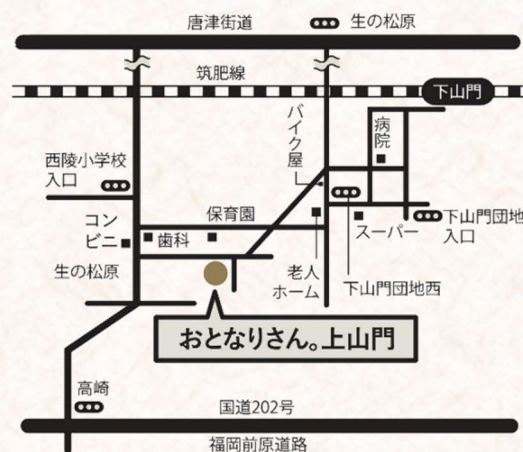 唐津街道
生の松原
筑肥線
下山門
バイク屋
病院
西陵小学校
入口
コン
ビニ
歯科
保育園
スーパー
下山門団地
入口
生の松原
老人
ホーム
下山門団地西
おとなりさん。上山門
高崎
国道202号
福岡前原道路